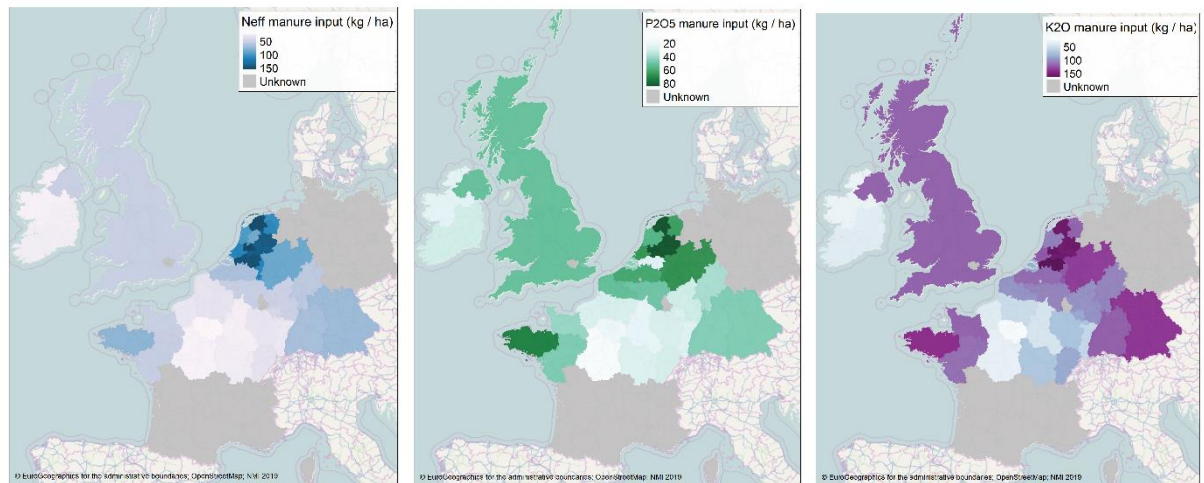 Neff manure input (kg / ha)
50
100
150
Unknown
© EuroGeographics for the administrative boundaries; OpenStreetMap; NMI 2019
P2O5 manure input (kg / ha)
20
40
60
80
Unknown
© EuroGeographics for the administrative boundaries; OpenStreetMap; NMI 2019
K2O manure input (kg / ha)
50
100
150
Unknown
© EuroGeographics for the administrative boundaries; OpenStreetMap; NMI 2019